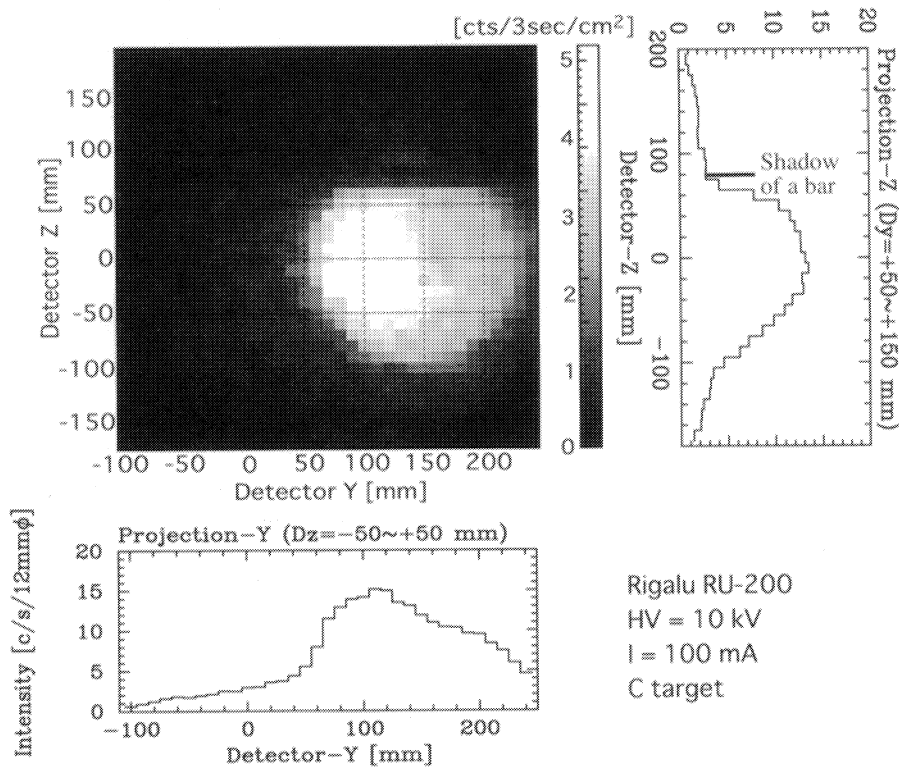 [cts/3sec/cm²]
5
4
3
2
1
0
Detector Z [mm]
150
100
50
0
-50
-100
-150
-100 -50 0 50 100 150 200
Detector Y [mm]
0 5 10 15 20
200
100
0
-100
Detector-Z [mm]
Projection-Z (Dy=+50~+150 mm)
Shadow
of a bar
Projection-Y (Dz=-50~+50 mm)
Intensity [c/s/12mmϕ]
20
15
10
5
0
-100 0 100 200
Detector-Y [mm]
Rigalu RU-200
HV = 10 kV
I = 100 mA
C target